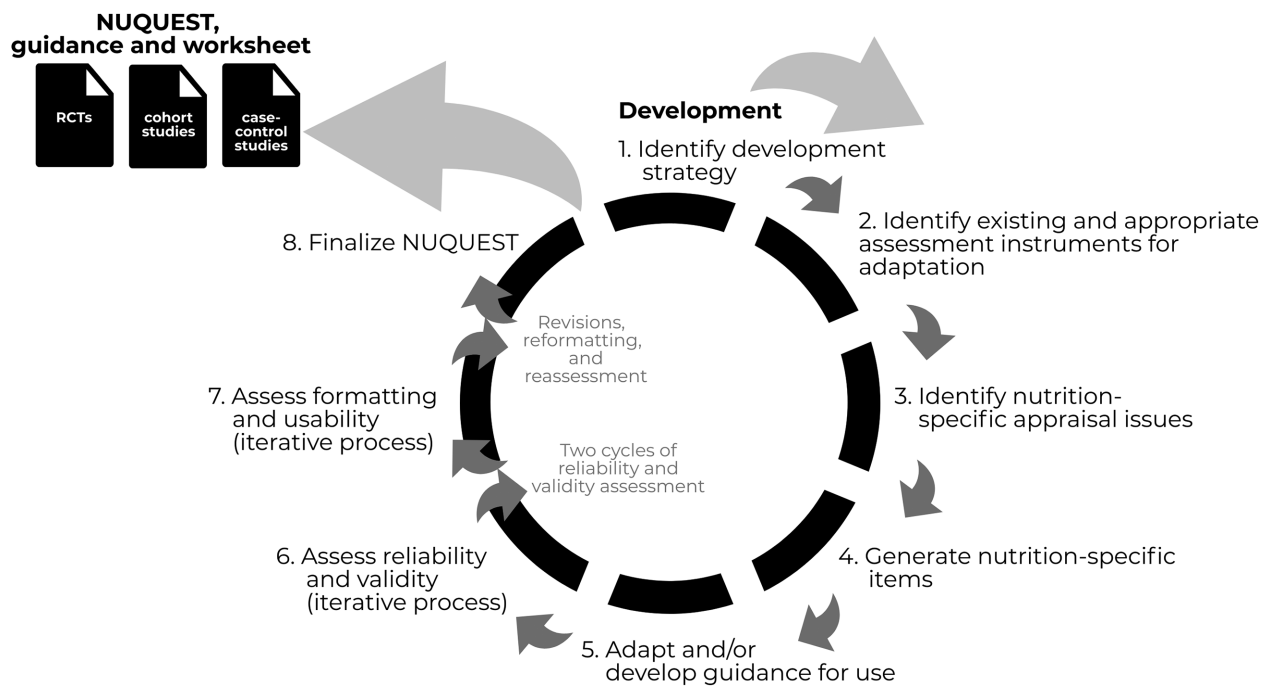 NUQUEST,
guidance and worksheet
RCTs
cohort
studies
case-
control
studies
Development
1. Identify development
strategy
2. Identify existing and appropriate
assessment instruments for
adaptation
3. Identify nutrition-
specific appraisal issues
4. Generate nutrition-specific
items
5. Adapt and/or
develop guidance for use
6. Assess reliability
and validity
(iterative process)
Two cycles of
reliability and
validity assessment
7. Assess formatting
and usability
(iterative process)
Revisions,
reformatting,
and
reassessment
8. Finalize NUQUEST